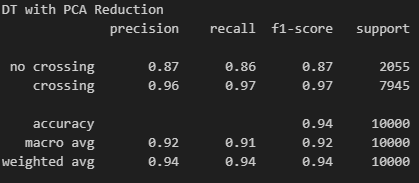 DT with PCA Reduction
precision recall f1-score support
no crossing 0.87 0.86 0.87 2055
crossing 0.96 0.97 0.97 7945
accuracy 0.94 10000
macro avg 0.92 0.91 0.92 10000
weighted avg 0.94 0.94 0.94 10000